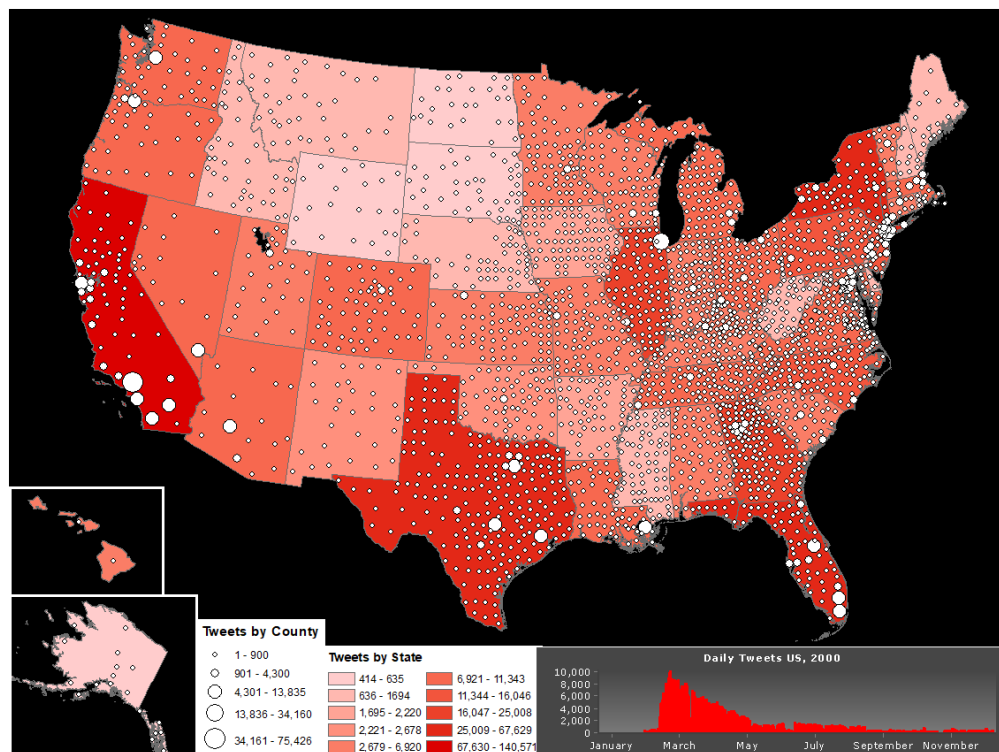 Tweets by County
1 - 900
901 - 4,300
4,301 - 13,835
13,836 - 34,160
34,161 - 75,426
Tweets by State
414 - 635
636 - 1694
1,695 - 2,220
2,221 - 2,678
2,679 - 6,920
6,921 - 11,343
11,344 - 16,046
16,047 - 25,008
25,009 - 67,629
67,630 - 140,571
Daily Tweets US, 2000
10,000
8,000
6,000
4,000
2,000
0
January March May July September November